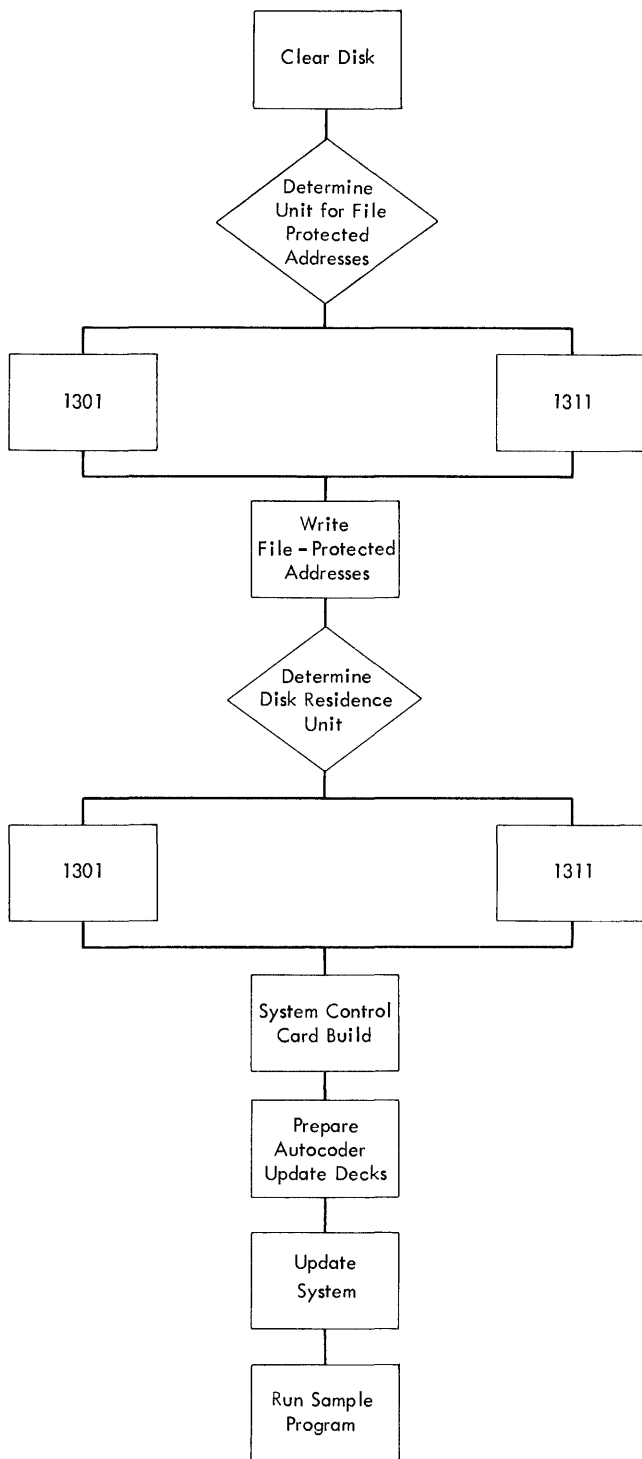 Clear Disk
Determine
Unit for File
Protected
Addresses
1301
1311
Write
File-Protected
Addresses
Determine
Disk Residence
Unit
1301
1311
System Control
Card Build
Prepare
Autocoder
Update Decks
Update
System
Run Sample
Program